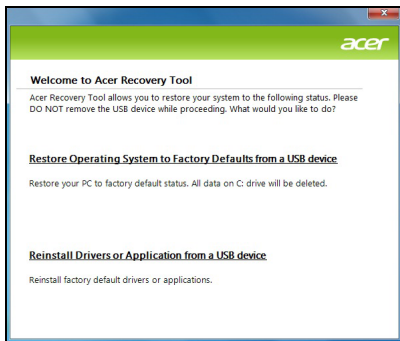 acer
Welcome to Acer Recovery Tool
Acer Recovery Tool allows you to restore your system to the following status. Please
DO NOT remove the USB device while proceeding. What would you like to do?
Restore Operating System to Factory Defaults from a USB device
Restore your PC to factory default status. All data on C: drive will be deleted.
Reinstall Drivers or Application from a USB device
Reinstall factory default drivers or applications.